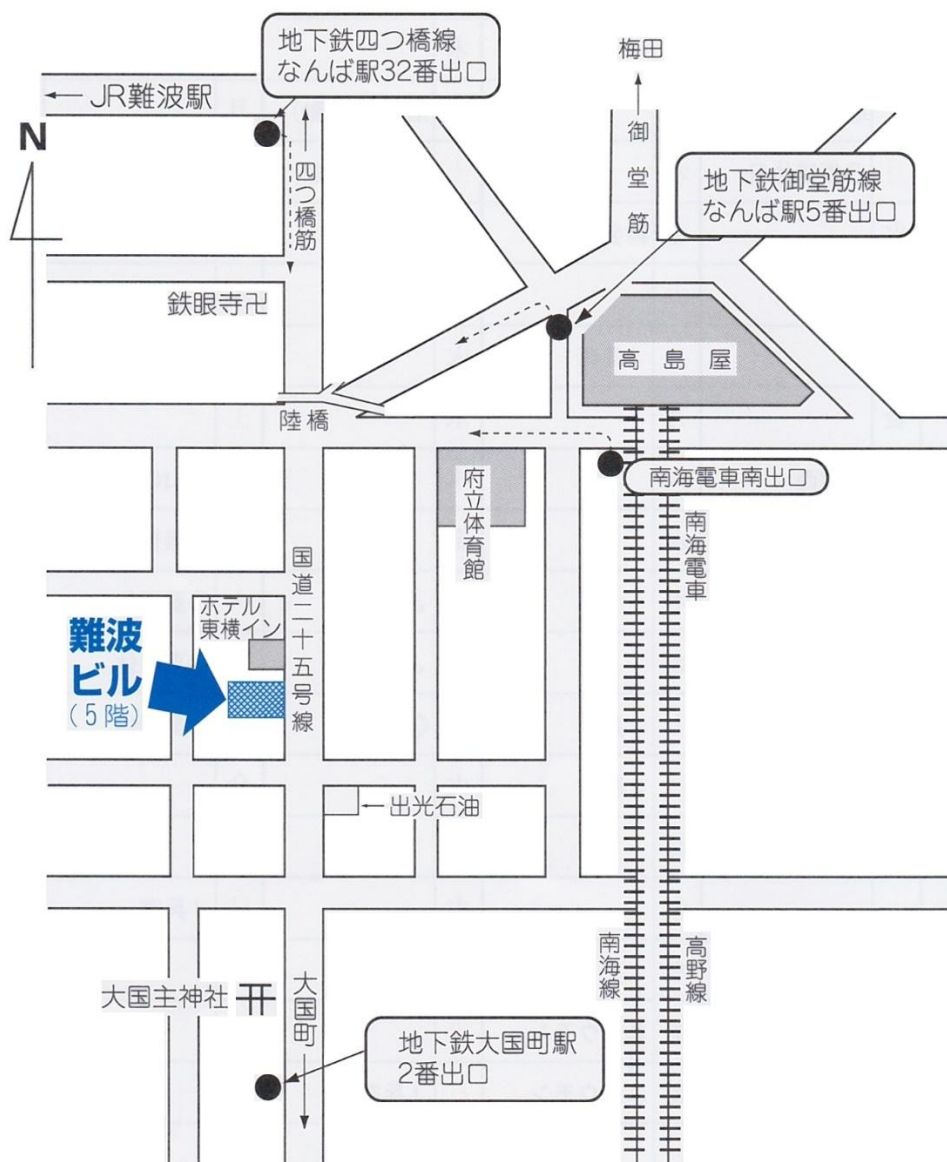 地下鉄四つ橋線
なんば駅32番出口
梅田
JR難波駅
N
四つ橋筋
御堂筋
地下鉄御堂筋線
なんば駅5番出口
鉄眼寺卍
高島屋
陸橋
府立体育館
南海電車南出口
南海電車
国道二十五号線
ホテル
東横イン
難波
ビル
(5階)
出光石油
南海線
高野線
大国主神社
大国町
地下鉄大国町駅
2番出口